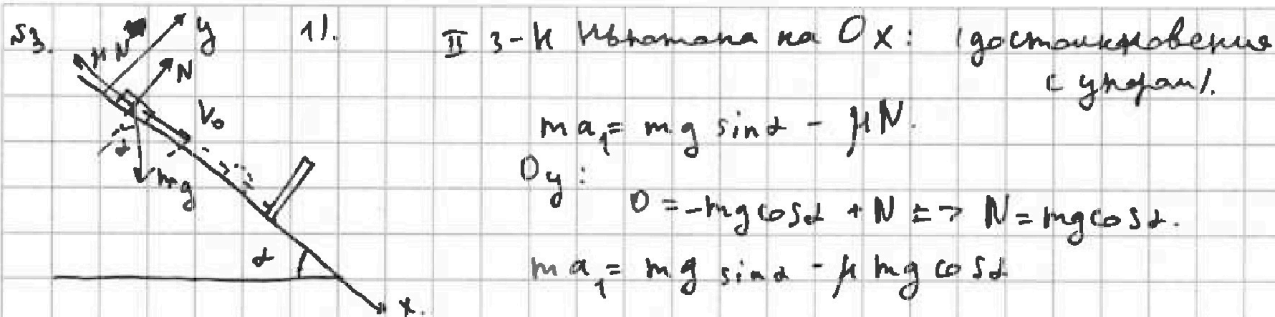 №3. 1).
y
μN
N
V₀
α
mg
α
x.
II З-н Ньютона на Ox: (до столкновения
с упором).
ma₁ = mg sinα - μN.
Oy:
0 = -mg cosα + N => N = mg cosα.
ma₁ = mg sinα - μ mg cosα